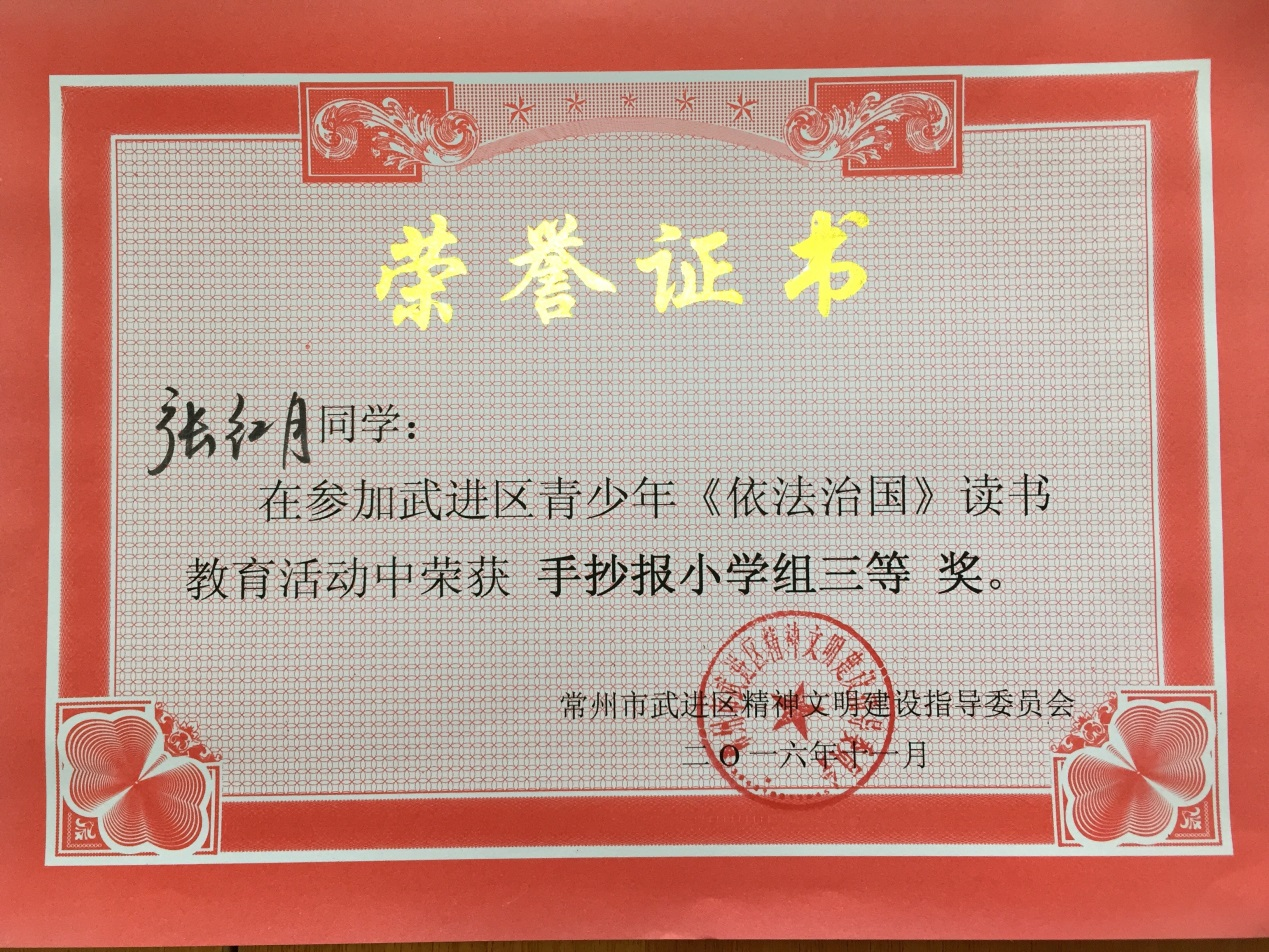 荣誉证书
张红月同学：
在参加武进区青少年《依法治国》读书
教育活动中荣获 手抄报小学组三等 奖。
常州市武进区精神文明建设指导委员会
二〇一六年十一月